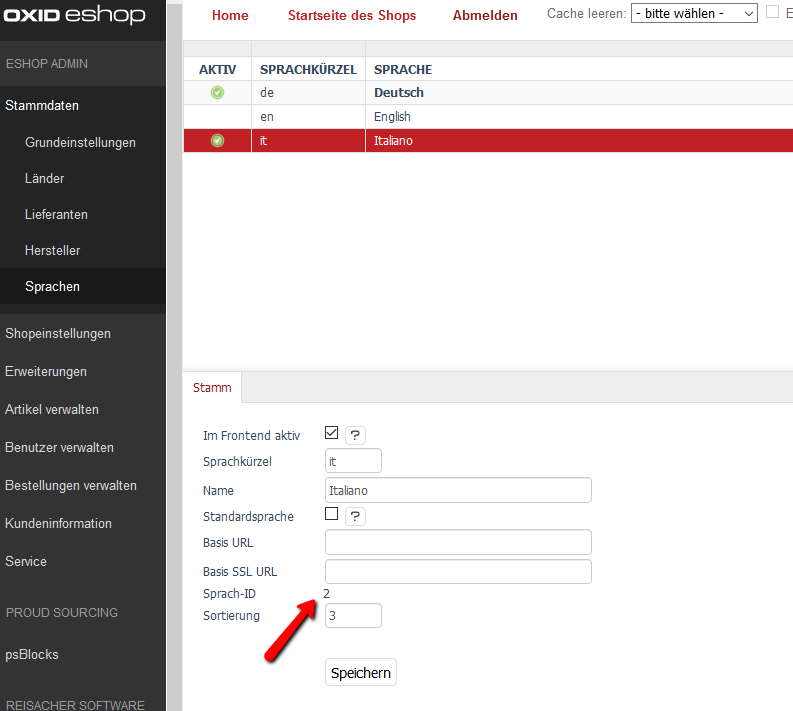 OXID eshop
Home Startseite des Shops Abmelden Cache leeren: - bitte wählen - E
ESHOP ADMIN
Stammdaten
Grundeinstellungen
Länder
Lieferanten
Hersteller
Sprachen
Shopeinstellungen
Erweiterungen
Artikel verwalten
Benutzer verwalten
Bestellungen verwalten
Kundeninformation
Service
PROUD SOURCING
psBlocks
REISACHER SOFTWARE
AKTIV SPRACHKÜRZEL SPRACHE
de Deutsch
en English
it Italiano
Stamm
Im Frontend aktiv ?
Sprachkürzel it
Name Italiano
Standardsprache ?
Basis URL
Basis SSL URL
Sprach-ID 2
Sortierung 3
Speichern